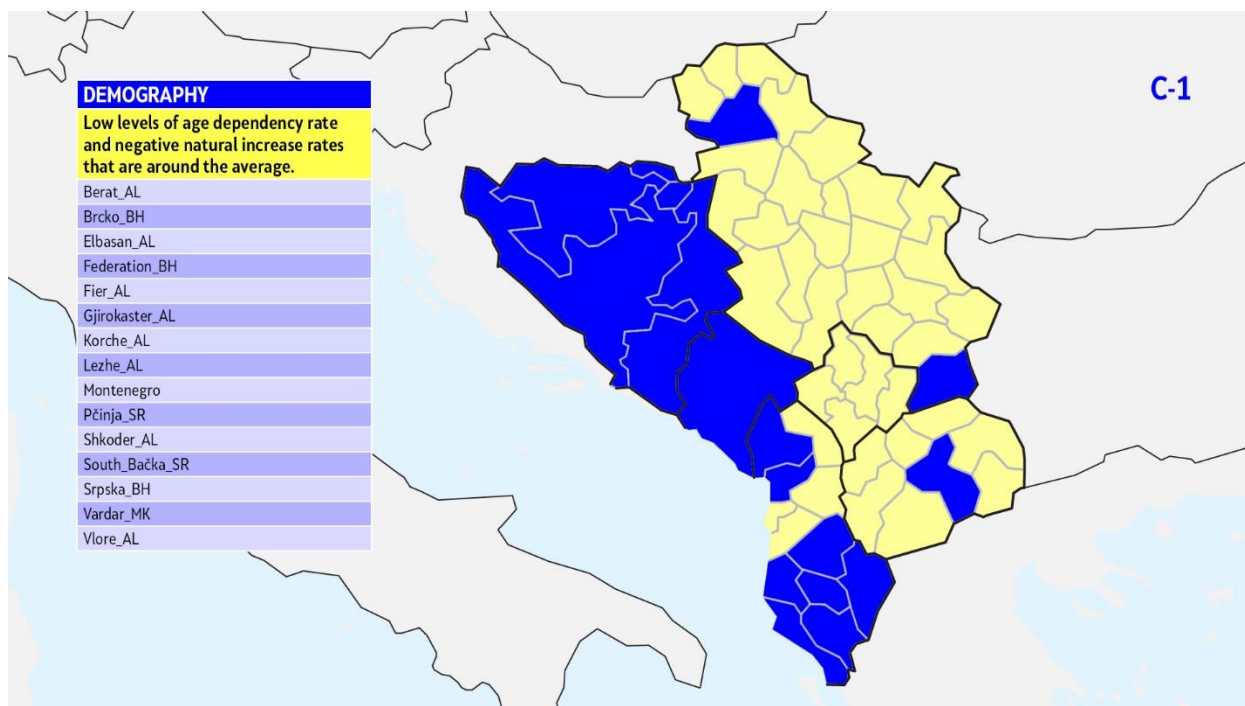 DEMOGRAPHY
Low levels of age dependency rate
and negative natural increase rates
that are around the average.
Berat_AL
Brcko_BH
Elbasan_AL
Federation_BH
Fier_AL
Gjirokaster_AL
Korche_AL
Lezhe_AL
Montenegro
Pčinja_SR
Shkoder_AL
South_Bačka_SR
Srpska_BH
Vardar_MK
Vlore_AL
C-1